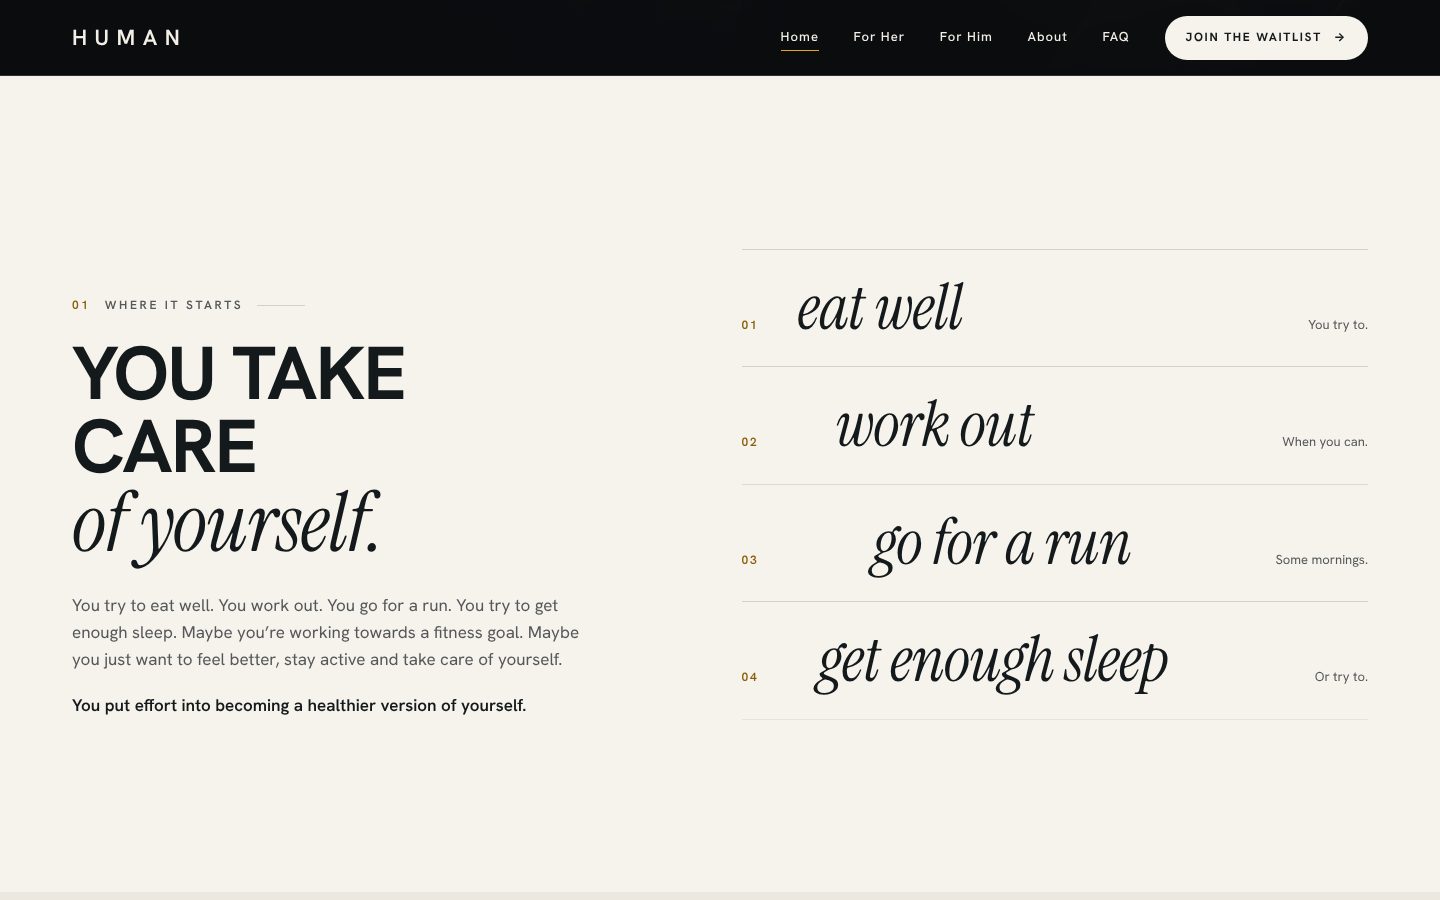 HUMAN
Home
For Her
For Him
About
FAQ
JOIN THE WAITLIST →
01 WHERE IT STARTS
YOU TAKE
CARE
of yourself.
You try to eat well. You work out. You go for a run. You try to get
enough sleep. Maybe you’re working towards a fitness goal. Maybe
you just want to feel better, stay active and take care of yourself.
You put effort into becoming a healthier version of yourself.
01 eat well You try to.
02 work out When you can.
03 go for a run Some mornings.
04 get enough sleep Or try to.